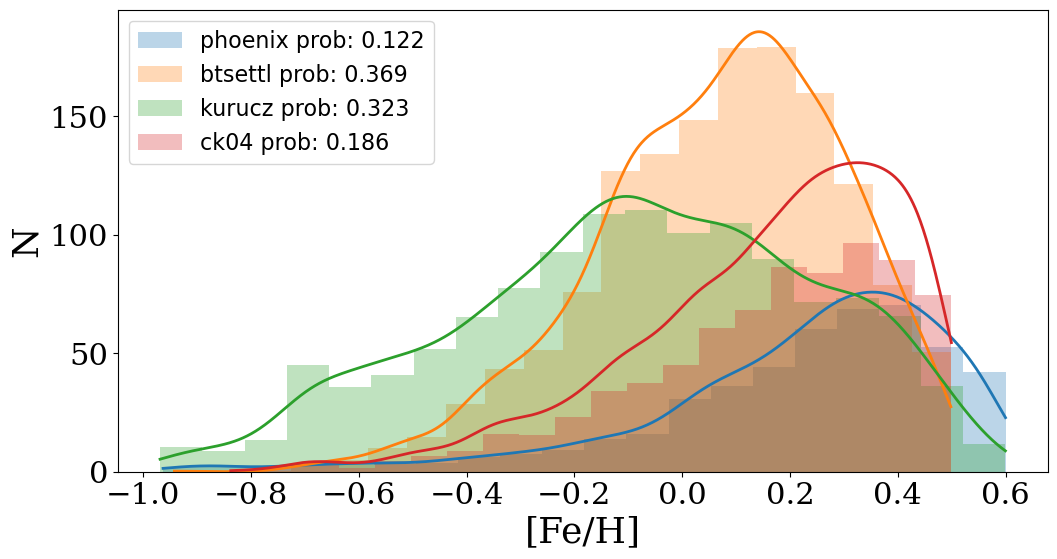 phoenix prob: 0.122
btsettl prob: 0.369
kurucz prob: 0.323
ck04 prob: 0.186
150
100
50
0
N
−1.0 −0.8 −0.6 −0.4 −0.2 0.0 0.2 0.4 0.6
[Fe/H]